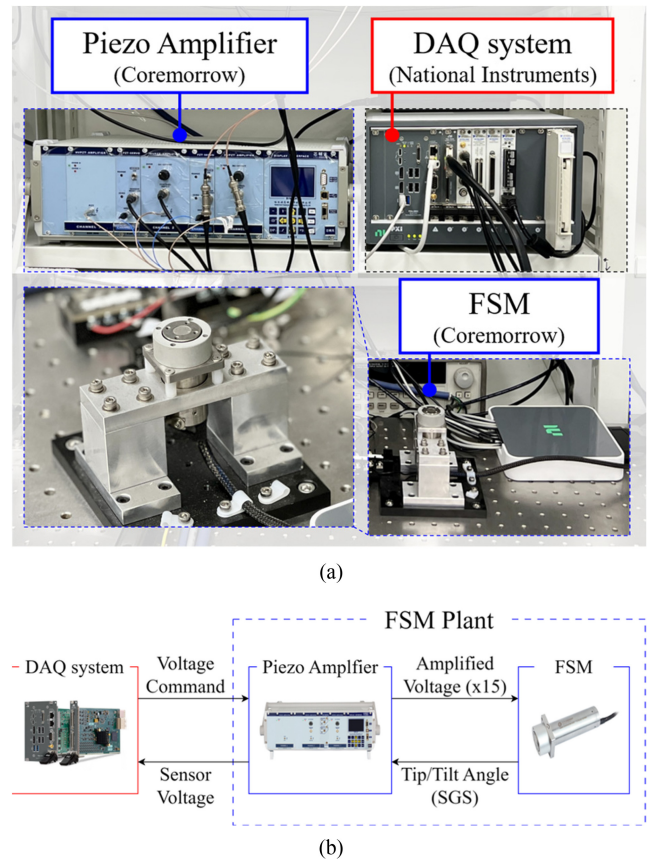 Piezo Amplifier
(Coremorrow)
DAQ system
(National Instruments)
FSM
(Coremorrow)
(a)
FSM Plant
DAQ system
Voltage
Command
Piezo Amplfier
Amplified
Voltage (x15)
FSM
Sensor
Voltage
Tip/Tilt Angle
(SGS)
(b)